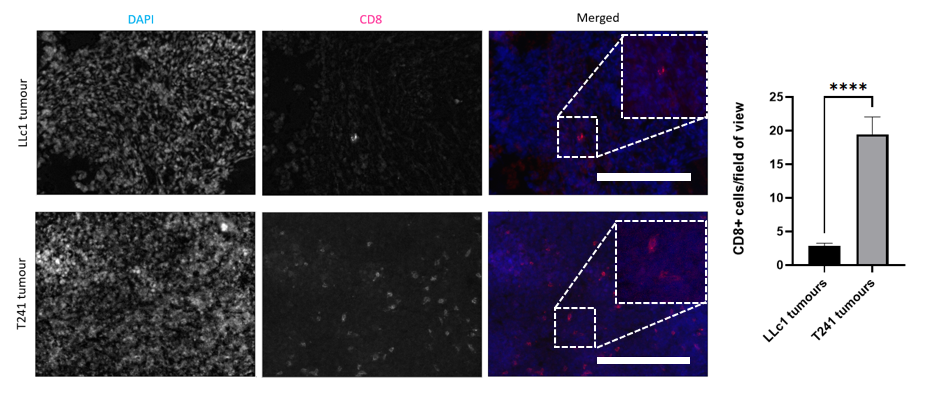 DAPI
CD8
Merged
LLc1 tumour
T241 tumour
****
CD8+ cells/field of view
25
20
15
10
5
0
LLc1 tumours
T241 tumours